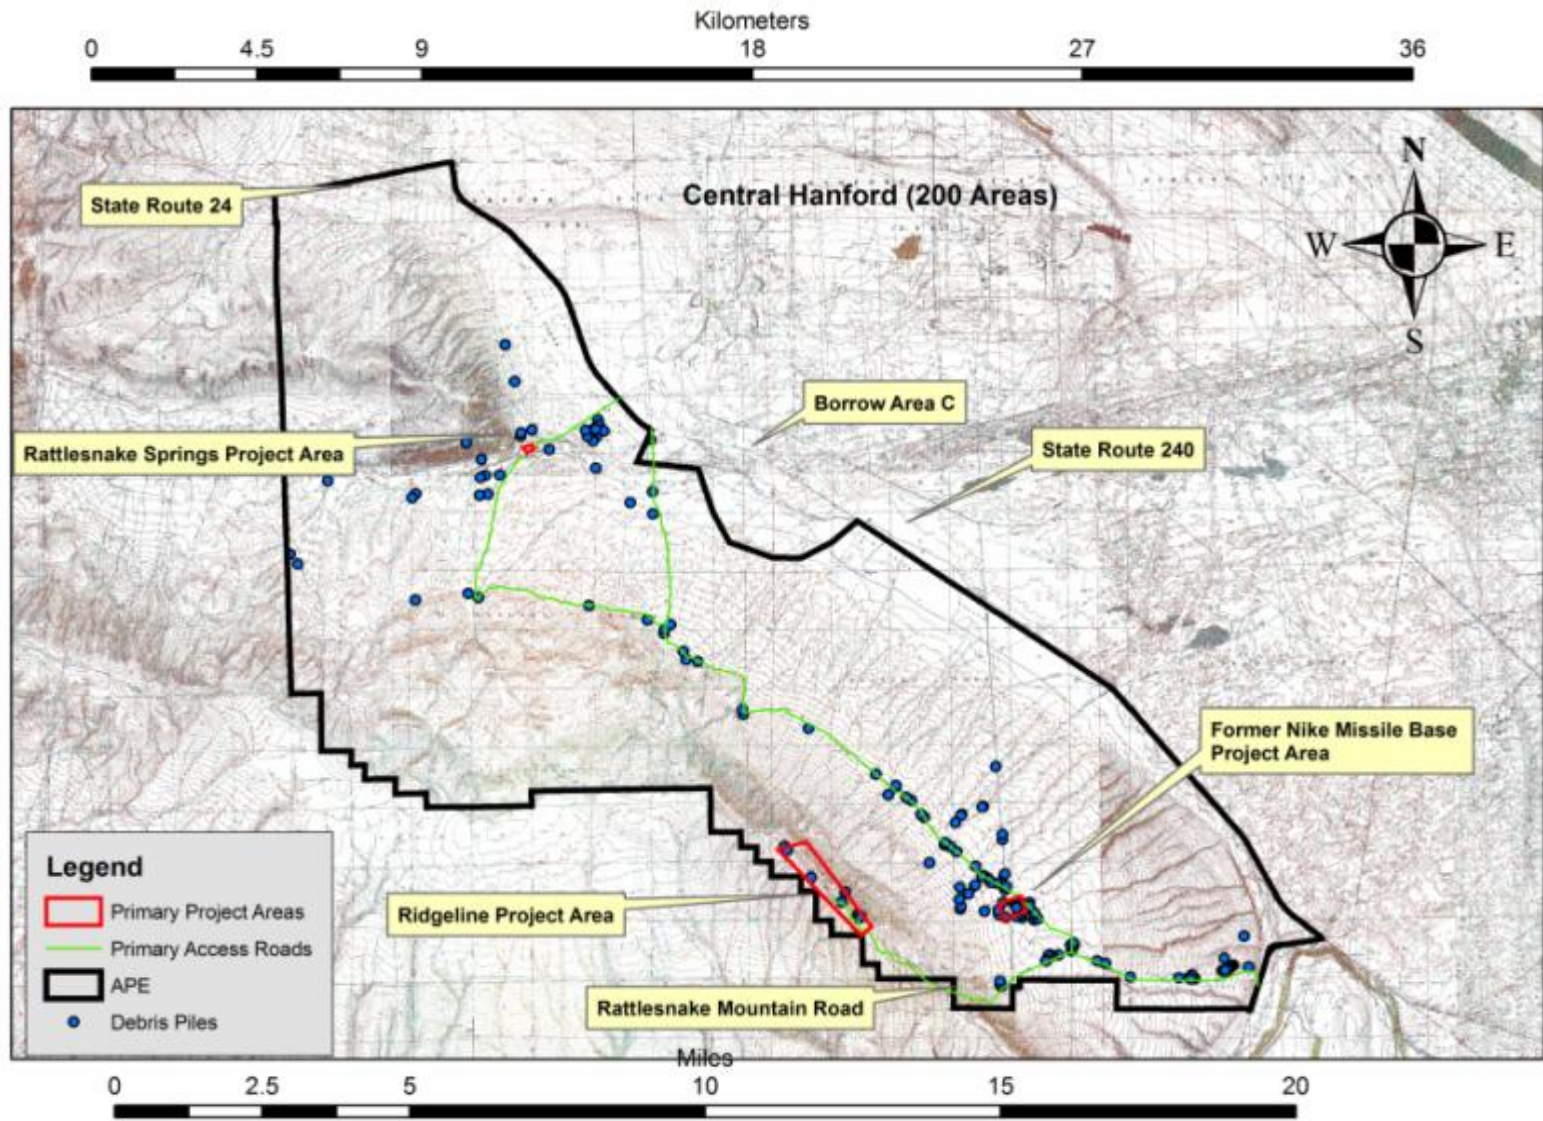 Kilometers
0 4.5 9 18 27 36
N
State Route 24
Central Hanford (200 Areas)
W E
S
Borrow Area C
Rattlesnake Springs Project Area
State Route 240
Former Nike Missile Base
Project Area
Legend
Primary Project Areas
Primary Access Roads
APE
Debris Piles
Ridgeline Project Area
Rattlesnake Mountain Road
Miles
0 2.5 5 10 15 20